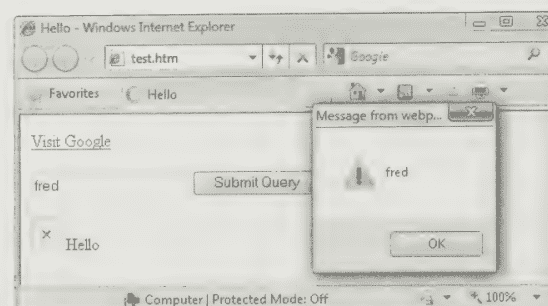 Hello - Windows Internet Explorer
test.htm
Google
Favorites
Hello
Message from webp...
Visit Google
fred
Submit Query
fred
Hello
OK
Computer | Protected Mode: Off
100%